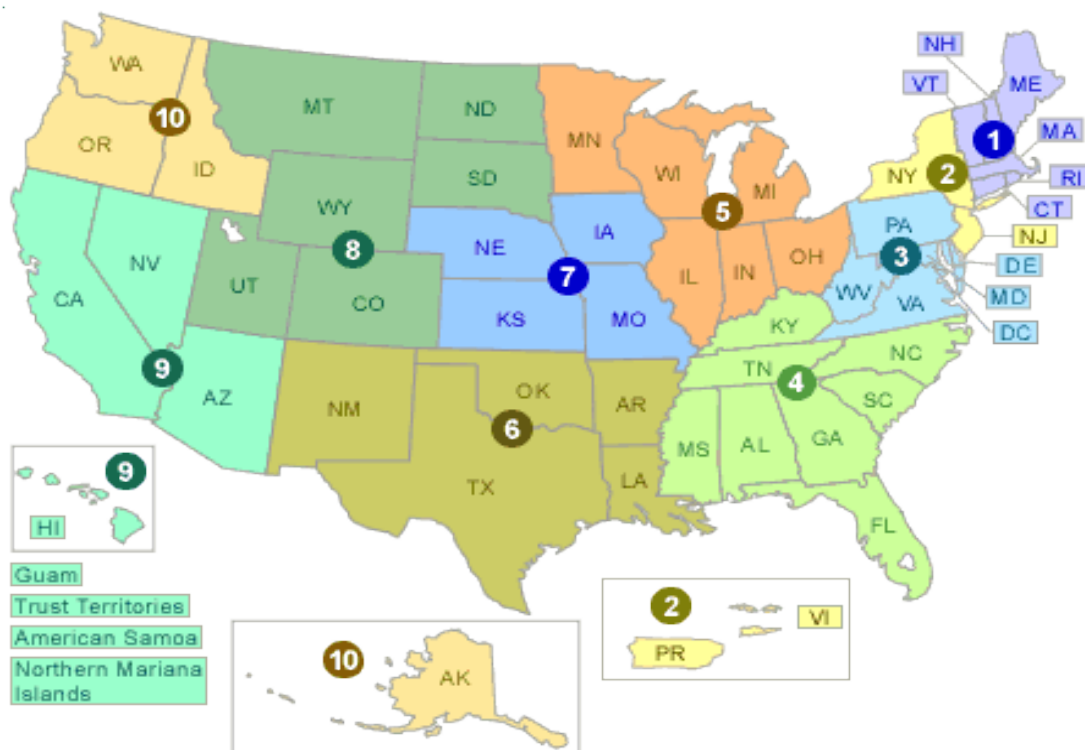 NH
ME
VT
WA
MT
ND
MN
10
1
MA
OR
ID
SD
WI
MI
NY
2
RI
CT
WY
5
PA
NJ
NE
IA
8
3
DE
NV
7
IL
IN
OH
CA
UT
CO
WV
MD
VA
KS
MO
KY
DC
NC
9
TN
4
AZ
OK
AR
SC
NM
6
MS
AL
GA
9
TX
LA
HI
FL
Guam
Trust Territories
American Samoa
Northern Mariana
Islands
10
AK
2
VI
PR